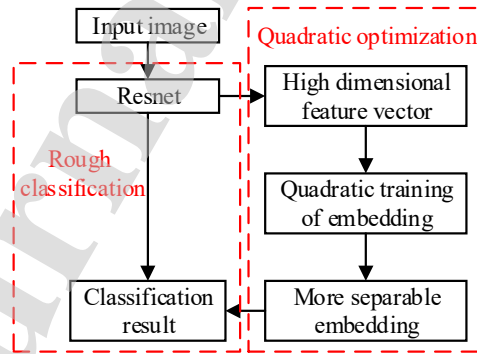 Input image
Quadratic optimization
Resnet
High dimensional
feature vector
Rough
classification
Quadratic training
of embedding
Classification
result
More separable
embedding